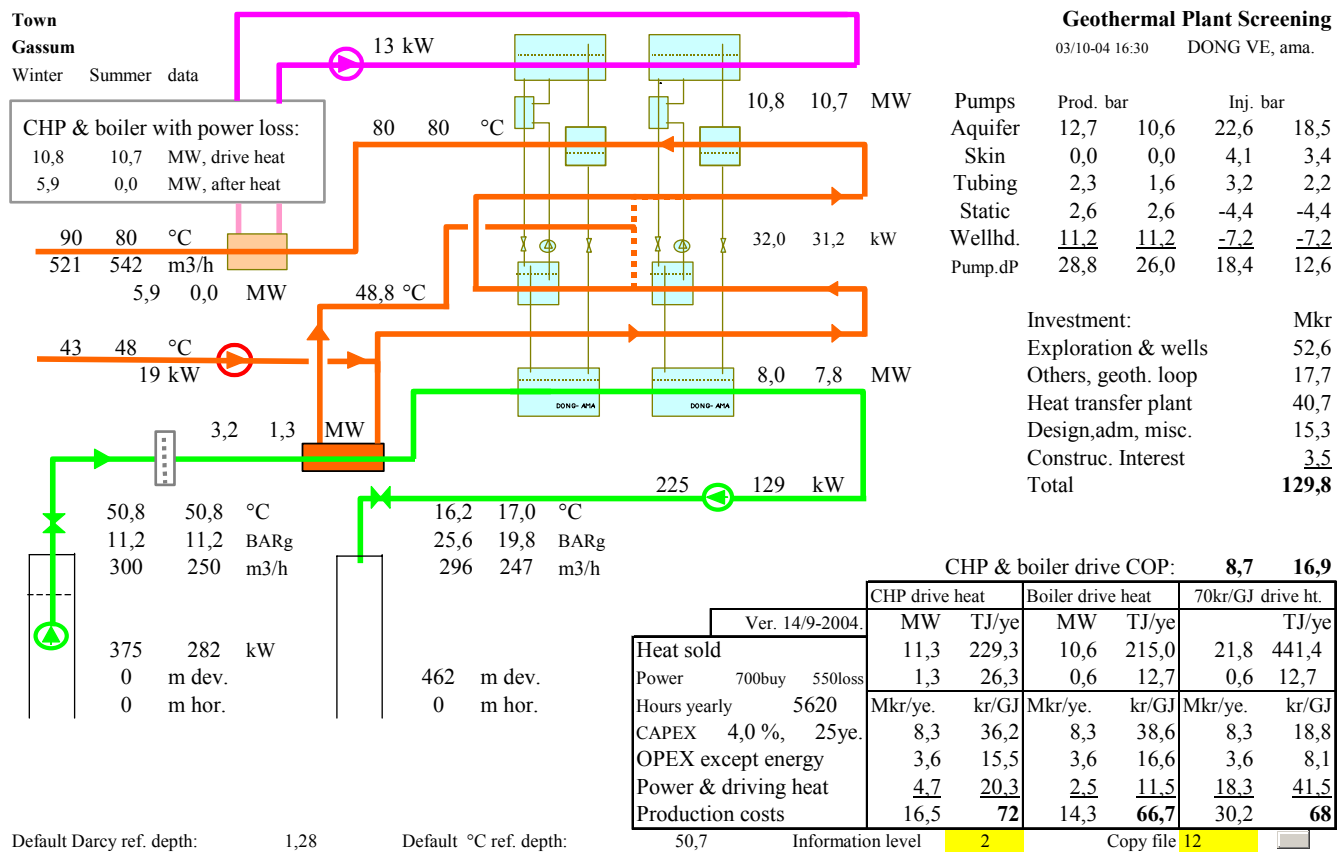 Town
Gassum
Winter Summer data
Geothermal Plant Screening
03/10-04 16:30 DONG VE, ama.
13 kW
10,8 10,7 MW
CHP & boiler with power loss:
10,8 10,7 MW, drive heat
5,9 0,0 MW, after heat
80 80 °C
90 80 °C
521 542 m3/h
5,9 0,0 MW
48,8 °C
32,0 31,2 kW
43 48 °C
19 kW
8,0 7,8 MW
DONG- AMA
DONG- AMA
3,2 1,3 MW
225 129 kW
50,8 50,8 °C
11,2 11,2 BARg
300 250 m3/h
16,2 17,0 °C
25,6 19,8 BARg
296 247 m3/h
375 282 kW
0 m dev.
0 m hor.
462 m dev.
0 m hor.
Pumps Prod. bar Inj. bar
Aquifer 12,7 10,6 22,6 18,5
Skin 0,0 0,0 4,1 3,4
Tubing 2,3 1,6 3,2 2,2
Static 2,6 2,6 -4,4 -4,4
Wellhd. 11,2 11,2 -7,2 -7,2
Pump.dP 28,8 26,0 18,4 12,6
Investment: Mkr
Exploration & wells 52,6
Others, geoth. loop 17,7
Heat transfer plant 40,7
Design,adm, misc. 15,3
Construc. Interest 3,5
Total 129,8
CHP & boiler drive COP: 8,7 16,9
CHP drive heat Boiler drive heat 70kr/GJ drive ht.
Ver. 14/9-2004. MW TJ/ye MW TJ/ye TJ/ye
Heat sold 11,3 229,3 10,6 215,0 21,8 441,4
Power 700buy 550loss 1,3 26,3 0,6 12,7 0,6 12,7
Hours yearly 5620 Mkr/ye. kr/GJ Mkr/ye. kr/GJ Mkr/ye. kr/GJ
CAPEX 4,0 %, 25ye. 8,3 36,2 8,3 38,6 8,3 18,8
OPEX except energy 3,6 15,5 3,6 16,6 3,6 8,1
Power & driving heat 4,7 20,3 2,5 11,5 18,3 41,5
Production costs 16,5 72 14,3 66,7 30,2 68
Default Darcy ref. depth: 1,28 Default °C ref. depth: 50,7 Information level 2 Copy file 12